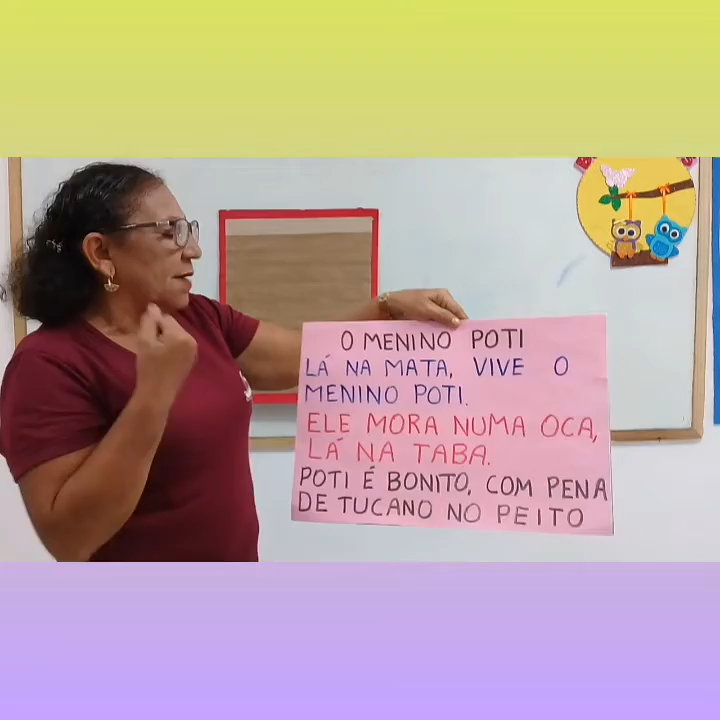 O MENINO POTI
LÁ NA MATA, VIVE O
MENINO POTI.
ELE MORA NUMA OCA,
LÁ NA TABA.
POTI É BONITO, COM PENA
DE TUCANO NO PEITO